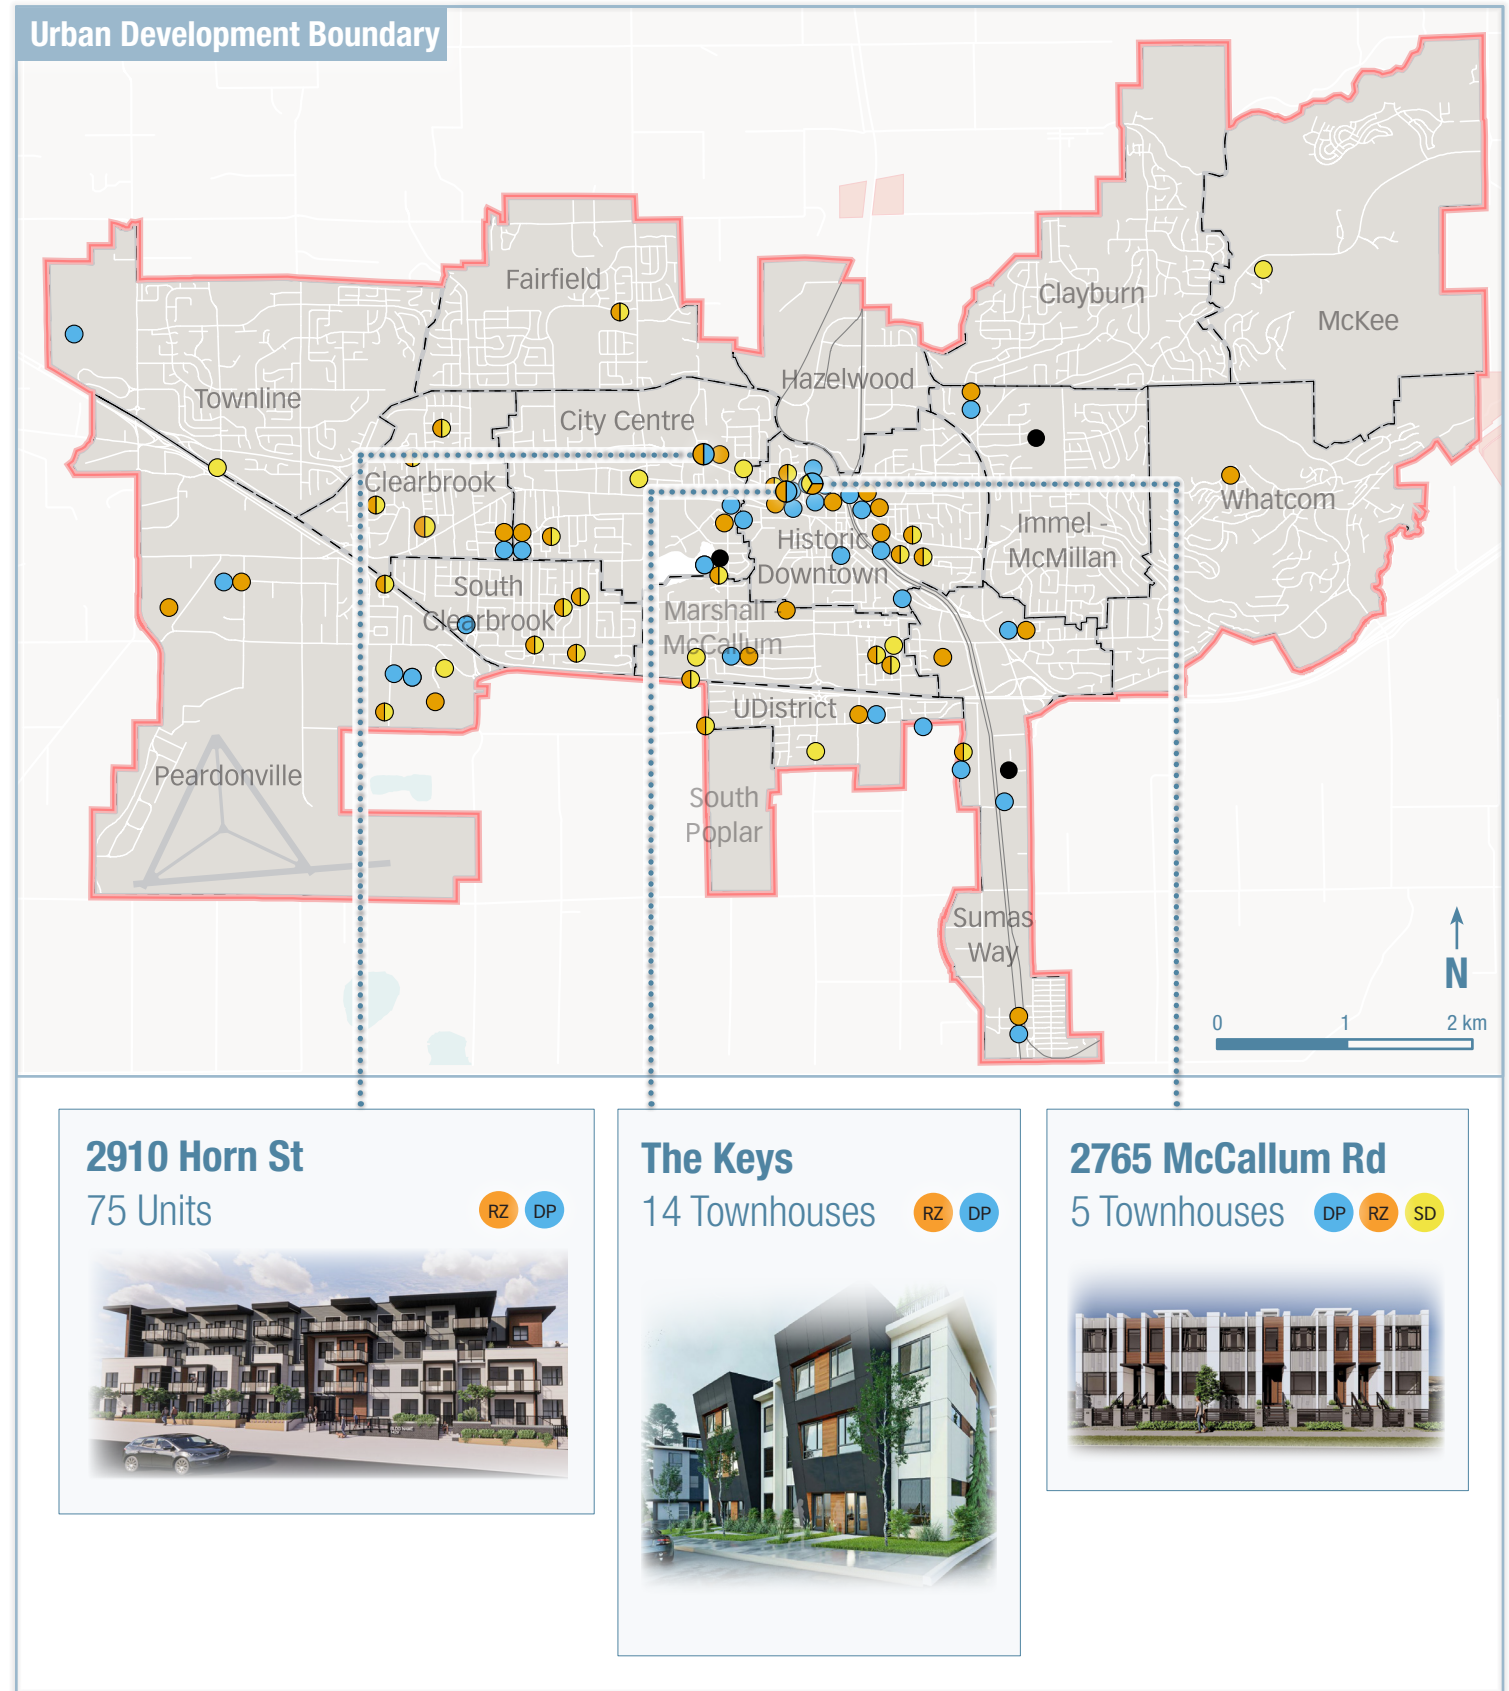 Urban Development Boundary
Fairfield
Clayburn
McKee
Townline
Hazelwood
City Centre
Clearbrook
Whatcom
Immel -
McMillan
Historic
Downtown
South
Clearbrook
Marshall -
McCallum
UDistrict
Peardonville
South
Poplar
Sumas
Way
N
0 1 2 km
2910 Horn St
75 Units RZ DP
The Keys
14 Townhouses RZ DP
2765 McCallum Rd
5 Townhouses DP RZ SD